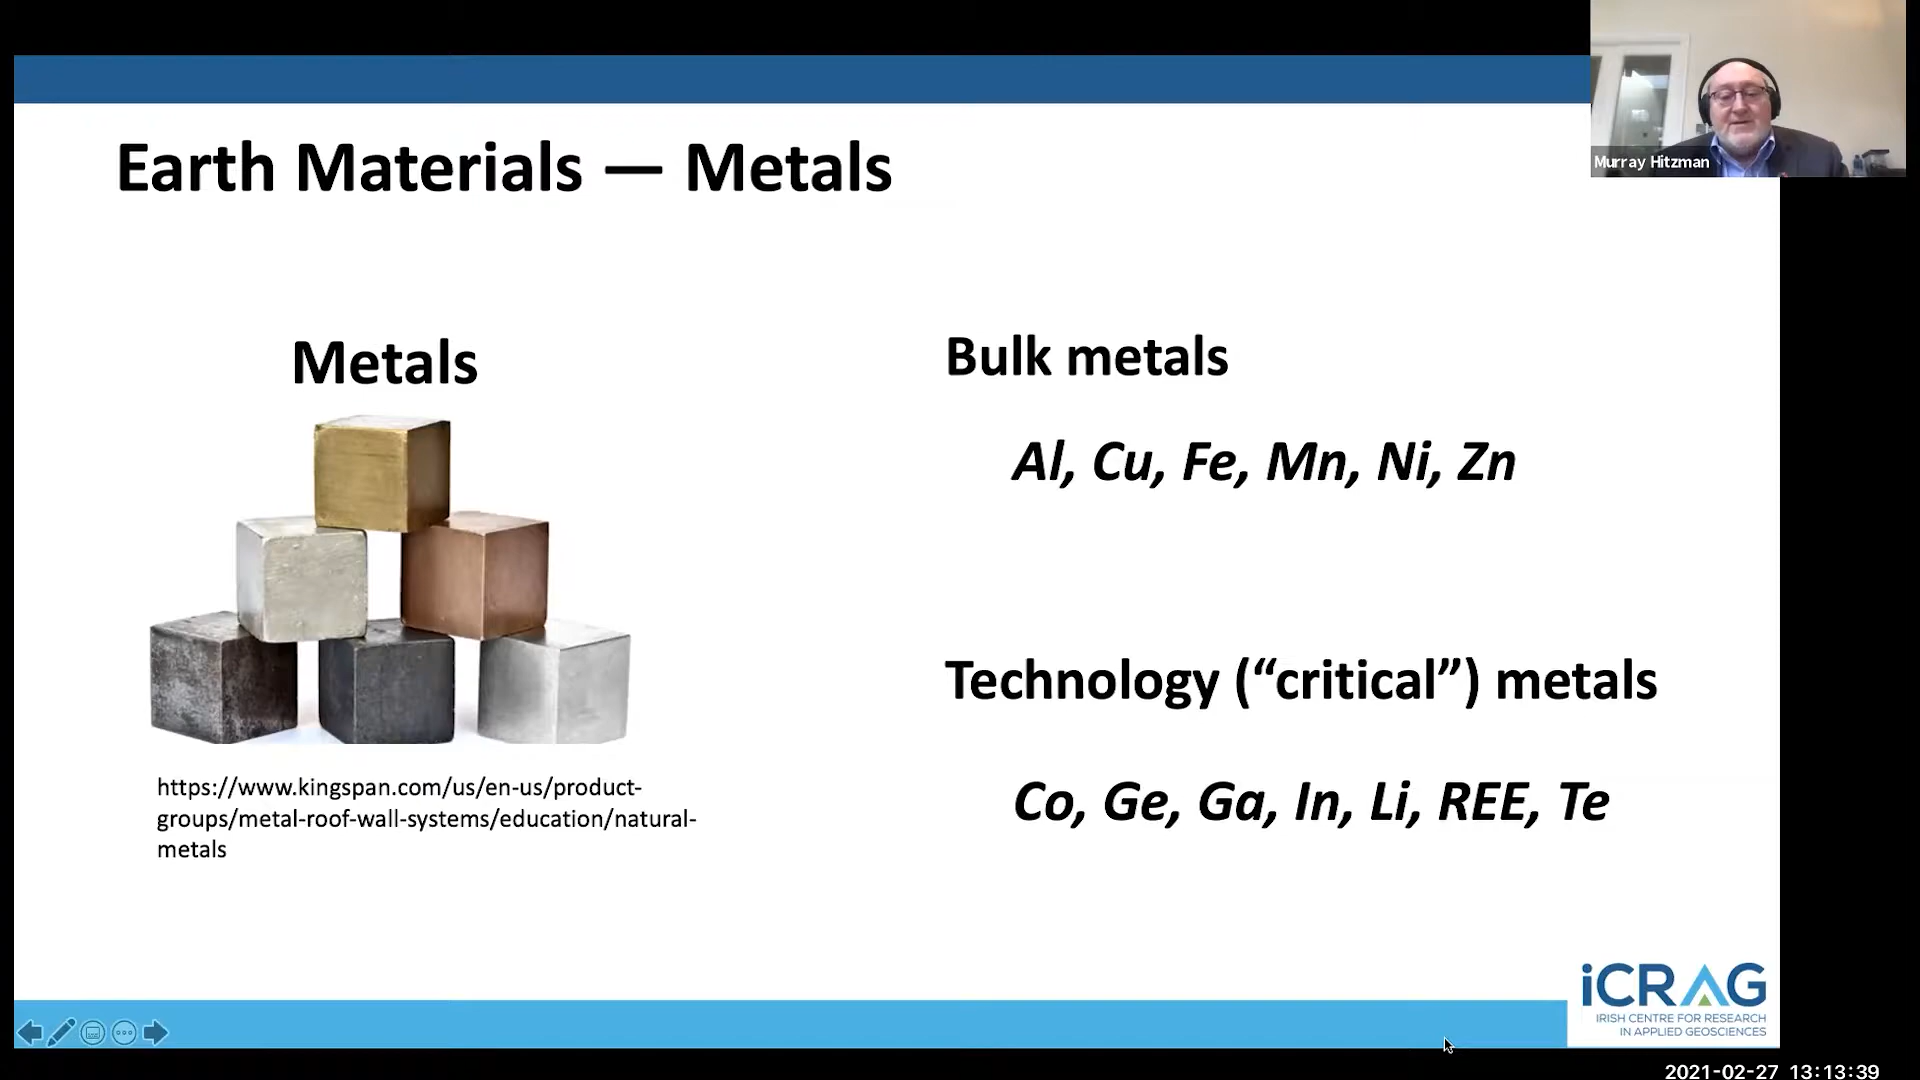 Murray Hitzman
Earth Materials — Metals
Metals
https://www.kingspan.com/us/en-us/product-
groups/metal-roof-wall-systems/education/natural-
metals
Bulk metals
Al, Cu, Fe, Mn, Ni, Zn
Technology (“critical”) metals
Co, Ge, Ga, In, Li, REE, Te
iCRAG
IRISH CENTRE FOR RESEARCH
IN APPLIED GEOSCIENCES
2021-02-27 13:13:39